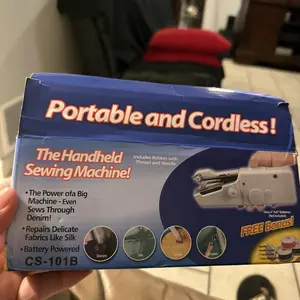 Portable and Cordless!
The Handheld
Sewing Machine!
Includes Bobbin with
Thread and Needle
•The Power of a Big
Machine - Even
Sews Through
Denim!
•Repairs Delicate
Fabrics Like Silk
•Battery Powered
CS-101B
FREE Bonus!